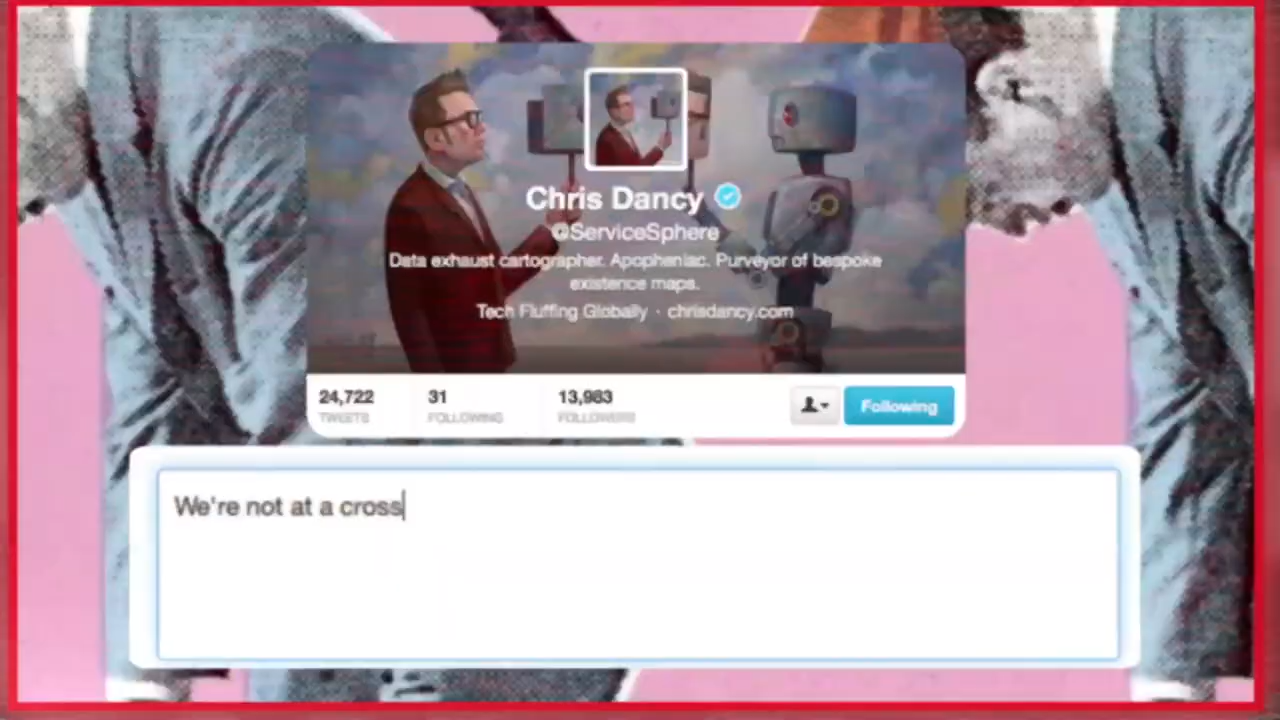 Chris Dancy
@ServiceSphere
Data exhaust cartographer. Apopheniac. Purveyor of bespoke
existence maps.
Tech Fluffing Globally · chrisdancy.com
24,722 31 13,983
TWEETS FOLLOWING FOLLOWERS
Following
We're not at a cross